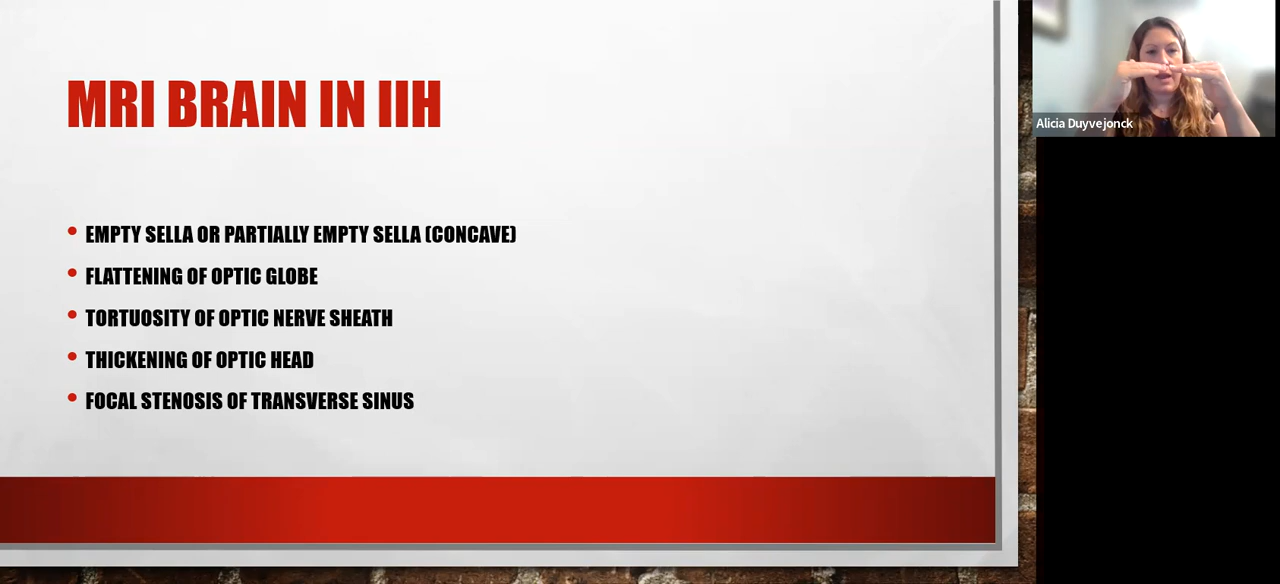 MRI BRAIN IN IIH
EMPTY SELLA OR PARTIALLY EMPTY SELLA (CONCAVE)
FLATTENING OF OPTIC GLOBE
TORTUOSITY OF OPTIC NERVE SHEATH
THICKENING OF OPTIC HEAD
FOCAL STENOSIS OF TRANSVERSE SINUS
Alicia Duyvejonck